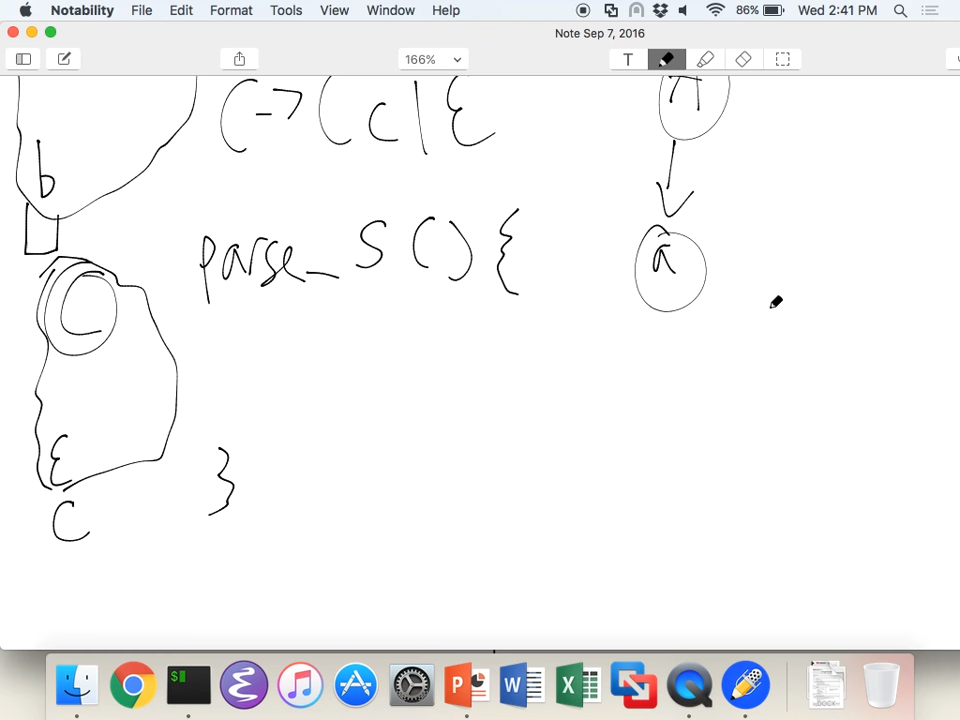 Notability File Edit Format Tools View Window Help 86% Wed 2:41 PM
Note Sep 7, 2016
166% T
C -> C c | ε A
b
parse_S() {
a
C
ε
}
C
$
P W X